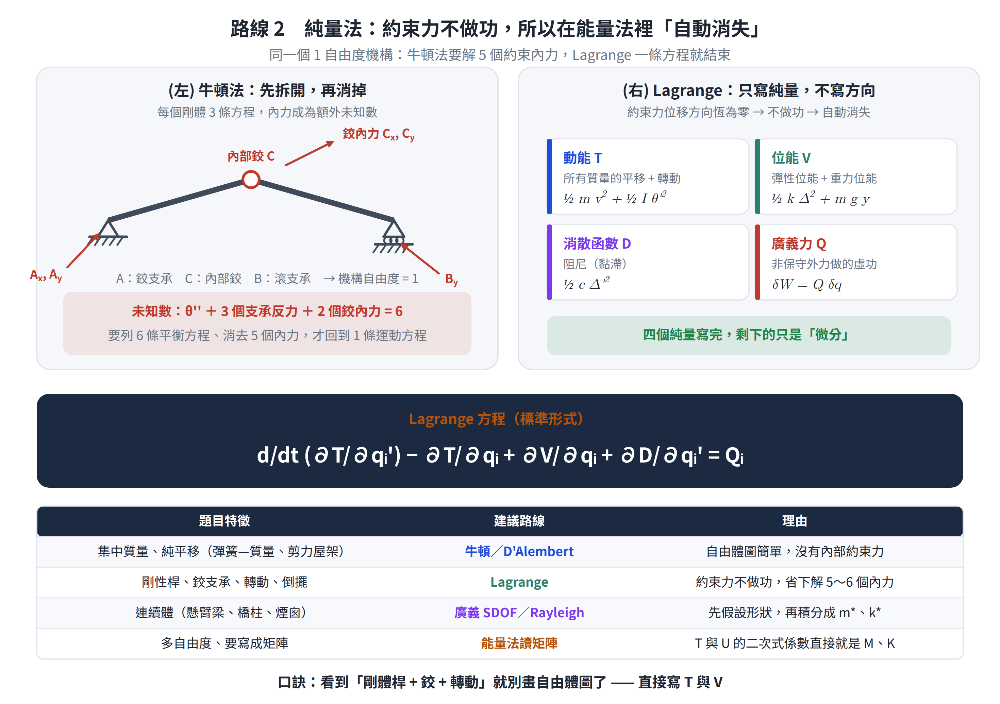 路線 2　純量法：約束力不做功，所以在能量法裡「自動消失」
同一個 1 自由度機構：牛頓法要解 5 個約束內力，Lagrange 一條方程就結束
(左) 牛頓法：先拆開，再消掉
每個剛體 3 條方程，內力成為額外未知數
鉸內力 Cₓ, Cᵧ
內部鉸 C
Aₓ, Aᵧ
A：鉸支承　C：內部鉸　B：滾支承　→ 機構自由度 = 1
Bᵧ
未知數：θ'' ＋ 3 個支承反力 ＋ 2 個鉸內力 = 6
要列 6 條平衡方程、消去 5 個內力，才回到 1 條運動方程
(右) Lagrange：只寫純量，不寫方向
約束力位移方向恆為零 → 不做功 → 自動消失
動能 T
所有質量的平移 + 轉動
½ m v² + ½ I θ'²
位能 V
彈性位能 + 重力位能
½ k Δ² + m g y
消散函數 D
阻尼（黏滯）
½ c Δ'²
廣義力 Q
非保守外力做的虛功
δW = Q δq
四個純量寫完，剩下的只是「微分」
Lagrange 方程（標準形式）
d/dt (∂T/∂qᵢ') − ∂T/∂qᵢ + ∂V/∂qᵢ + ∂D/∂qᵢ' = Qᵢ
題目特徵　建議路線　理由
集中質量、純平移（彈簧—質量、剪力屋架）　牛頓／D'Alembert　自由體圖簡單，沒有內部約束力
剛性桿、鉸支承、轉動、倒擺　Lagrange　約束力不做功，省下解 5～6 個內力
連續體（懸臂梁、橋柱、煙囪）　廣義 SDOF／Rayleigh　先假設形狀，再積分成 m*、k*
多自由度、要寫成矩陣　能量法讀矩陣　T 與 U 的二次式係數直接就是 M、K
口訣：看到「剛體桿 + 鉸 + 轉動」就別畫自由體圖了 —— 直接寫 T 與 V